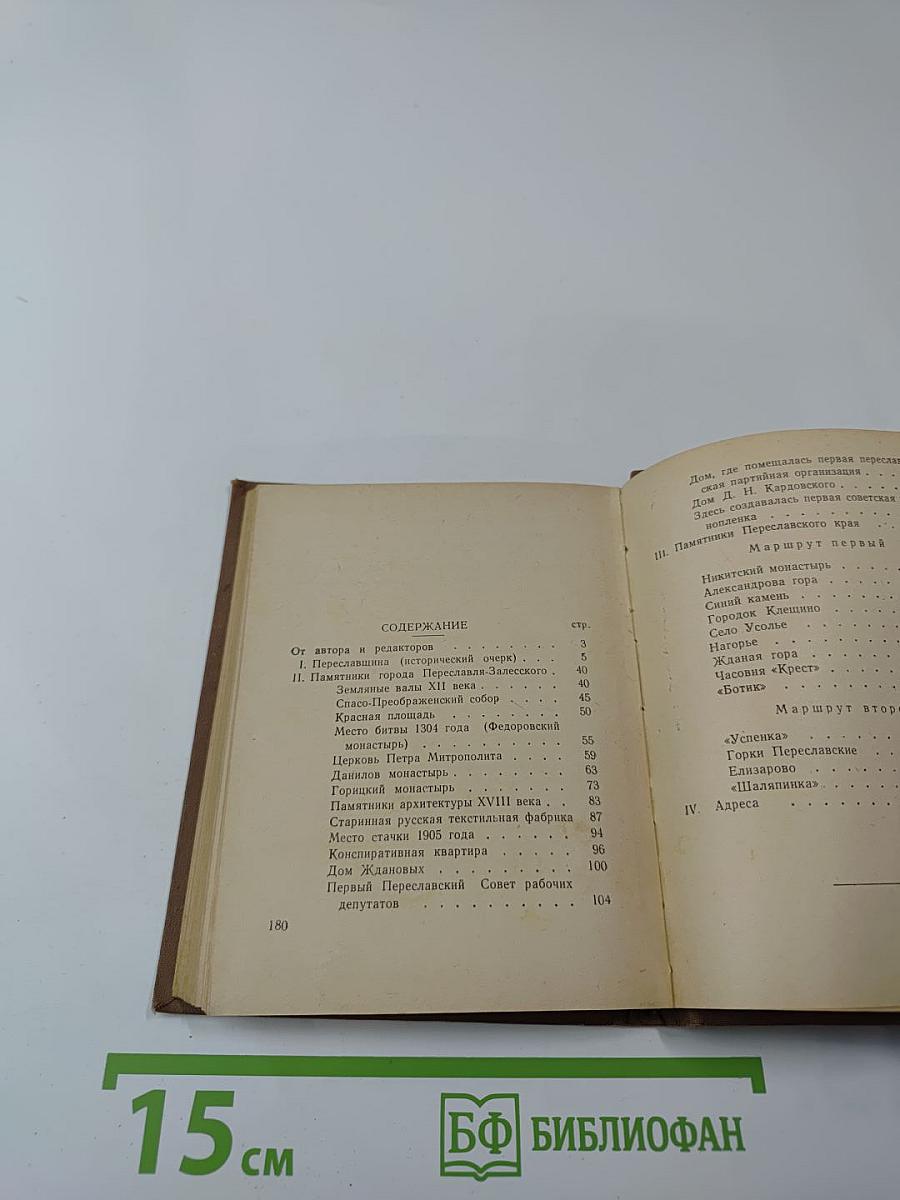 СОДЕРЖАНИЕ
стр.
От автора и редакторов . . . . . . . . 3
I. Переславщина (исторический очерк) . . . 5
II. Памятники города Переславля-Залесского . 40
Земляные валы XII века . . . . . . 40
Спасо-Преображенский собор . . . . 45
Красная площадь . . . . . . . . 50
Место битвы 1304 года (Федоровский
монастырь) . . . . . . . . . . 55
Церковь Петра Митрополита . . . . 59
Данилов монастырь . . . . . . . . 63
Горицкий монастырь . . . . . . . 73
Памятники архитектуры XVIII века . . 83
Старинная русская текстильная фабрика 87
Место стачки 1905 года . . . . . . 94
Конспиративная квартира . . . . . 96
Дом Ждановых . . . . . . . . . 100
Первый Переславский Совет рабочих
депутатов . . . . . . . . . . 104
180
Дом, где помещалась первая переслав
ская партийная организация . . . .
Дом Д. Н. Кардовского . . . . .
Здесь создавалась первая советская
нопленка . . . . . . . . .
III. Памятники Переславского края . .
Маршрут первый
Никитский монастырь . . . . .
Александрова гора . . . . . .
Синий камень . . . . . . . .
Городок Клещино . . . . . .
Село Усолье . . . . . . . .
Нагорье . . . . . . . . . .
Жданая гора . . . . . . . .
Часовня «Крест» . . . . . .
«Ботик» . . . . . . . . . .
Маршрут второ
«Успенка» . . . . . . . . .
Горки Переславские . . . .
Елизарово . . . . . . . .
«Шаляпинка» . . . . . . .
IV. Адреса . . . . . . . .
15 см
БФ БИБЛИОФАН